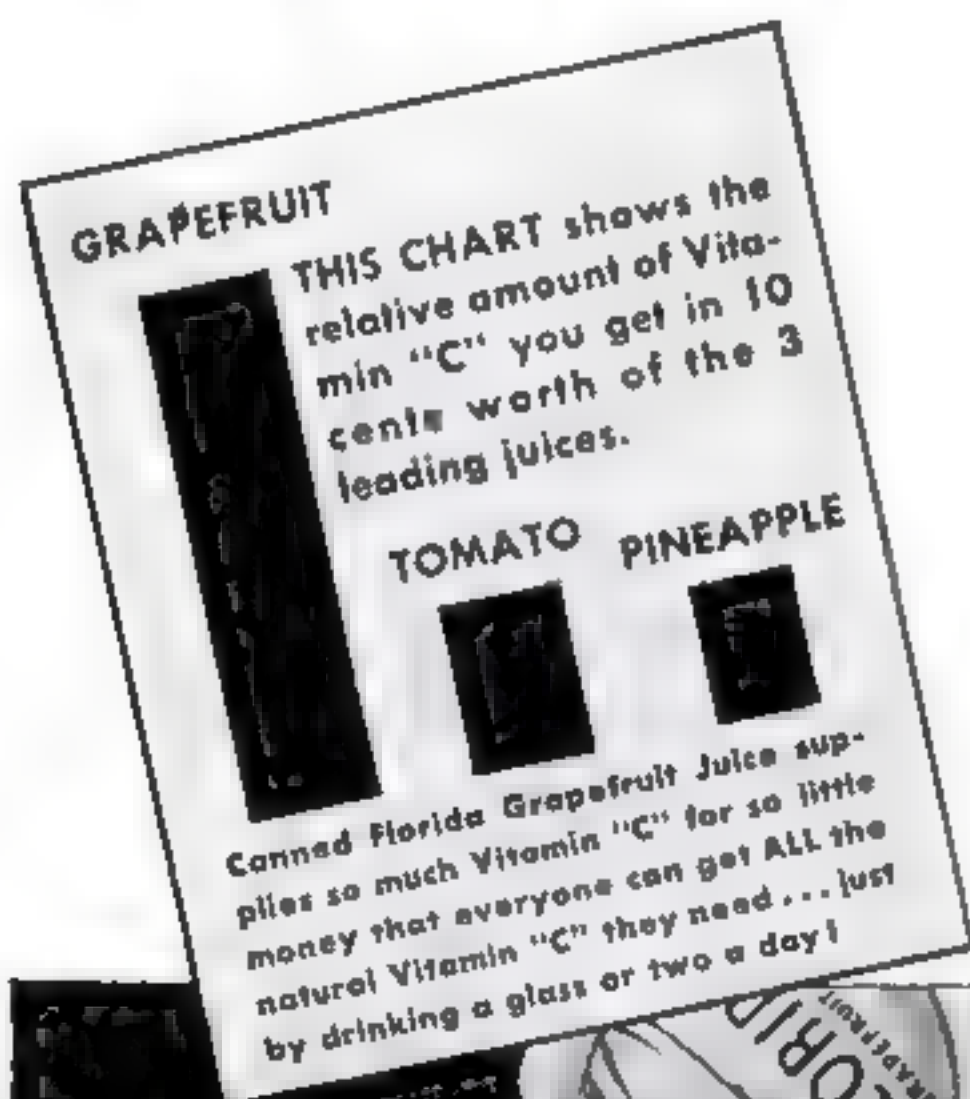 GRAPEFRUIT
THIS CHART shows the
relative amount of Vita-
min "C" you get in 10
cents worth of the 3
leading juices.
TOMATO
PINEAPPLE
Canned Florida Grapefruit Juice sup-
plies so much Vitamin "C" for so little
money that everyone can get ALL the
natural Vitamin "C" they need... just
by drinking a glass or two a day!